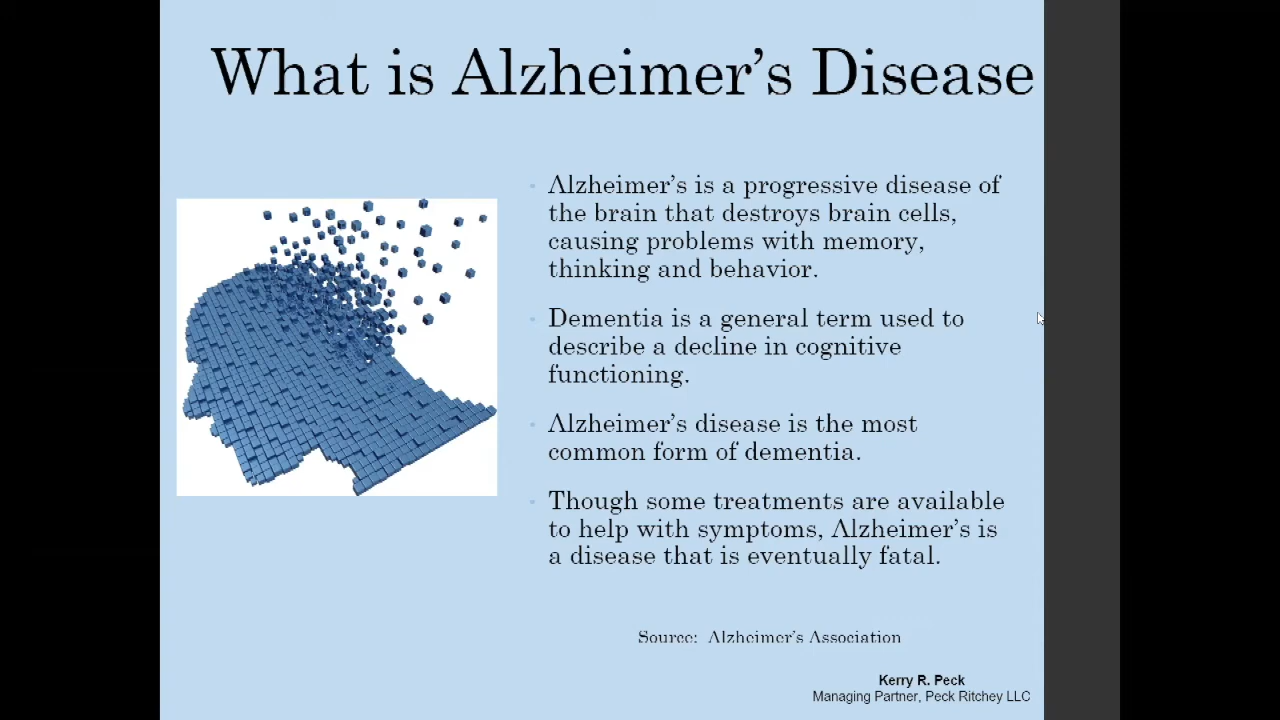 What is Alzheimer's Disease
Alzheimer's is a progressive disease of
the brain that destroys brain cells,
causing problems with memory,
thinking and behavior.
Dementia is a general term used to
describe a decline in cognitive
functioning.
Alzheimer's disease is the most
common form of dementia.
Though some treatments are available
to help with symptoms, Alzheimer's is
a disease that is eventually fatal.
Source: Alzheimer's Association
Kerry R. Peck
Managing Partner, Peck Ritchey LLC